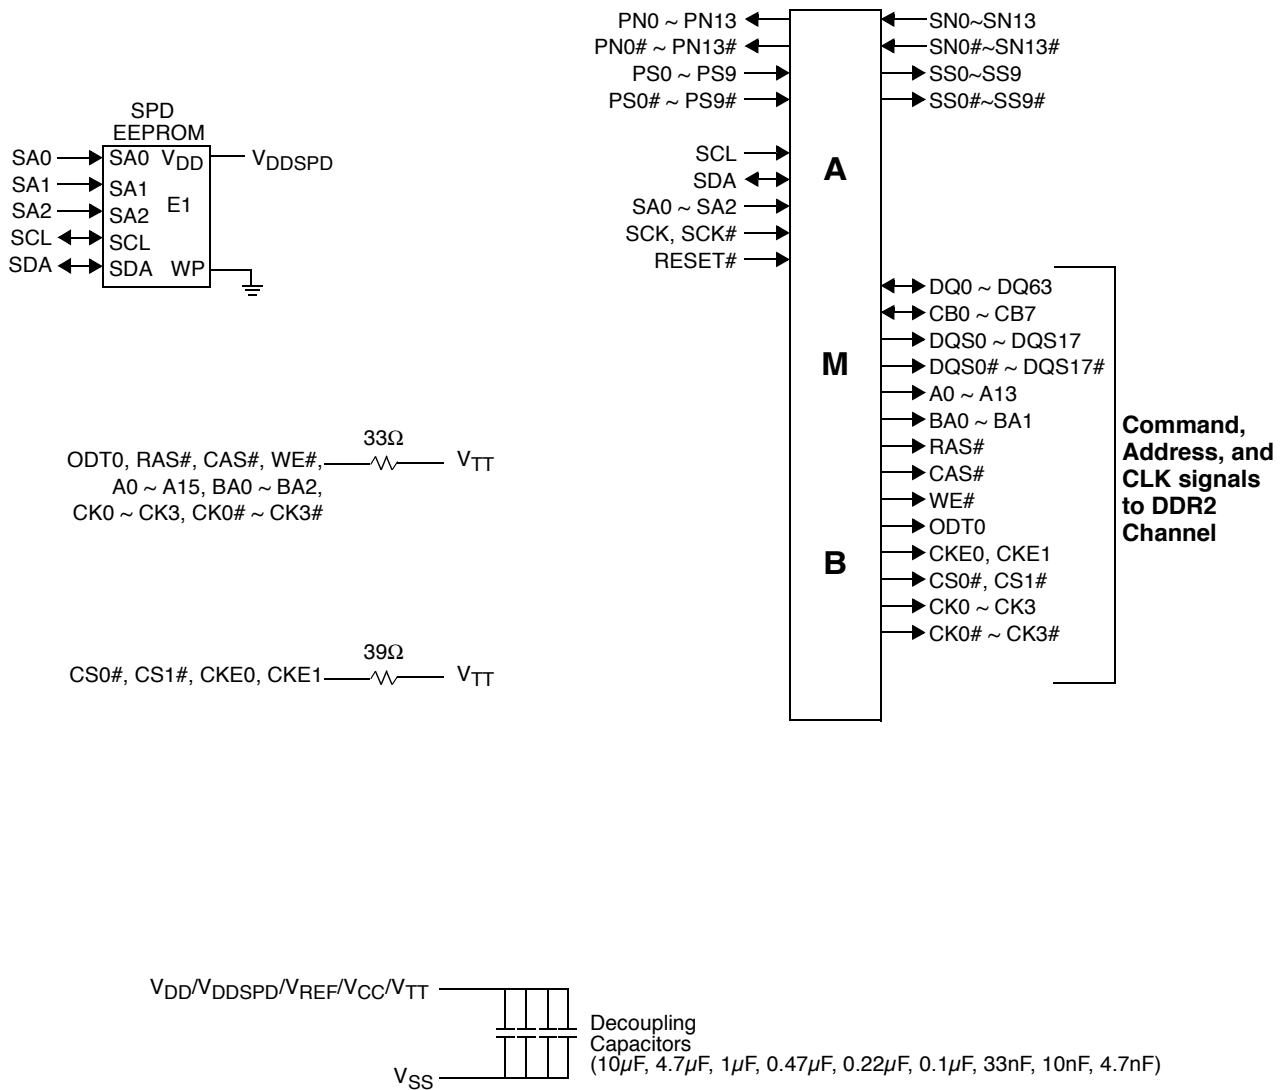 SPD
EEPROM
SA0
SA1
SA2
SCL
SDA
SA0 VDD
SA1
E1
SA2
SCL
SDA WP
VDDSPD
ODT0, RAS#, CAS#, WE#,
A0 ~ A15, BA0 ~ BA2,
CK0 ~ CK3, CK0# ~ CK3#
33Ω
VTT
CS0#, CS1#, CKE0, CKE1
39Ω
VTT
PN0 ~ PN13
PN0# ~ PN13#
PS0 ~ PS9
PS0# ~ PS9#
SCL
SDA
SA0 ~ SA2
SCK, SCK#
RESET#
A
M
B
SN0~SN13
SN0#~SN13#
SS0~SS9
SS0#~SS9#
DQ0 ~ DQ63
CB0 ~ CB7
DQS0 ~ DQS17
DQS0# ~ DQS17#
A0 ~ A13
BA0 ~ BA1
RAS#
CAS#
WE#
ODT0
CKE0, CKE1
CS0#, CS1#
CK0 ~ CK3
CK0# ~ CK3#
Command,
Address, and
CLK signals
to DDR2
Channel
VDD/VDDSPD/VREF/VCC/VTT
VSS
Decoupling
Capacitors
(10µF, 4.7µF, 1µF, 0.47µF, 0.22µF, 0.1µF, 33nF, 10nF, 4.7nF)